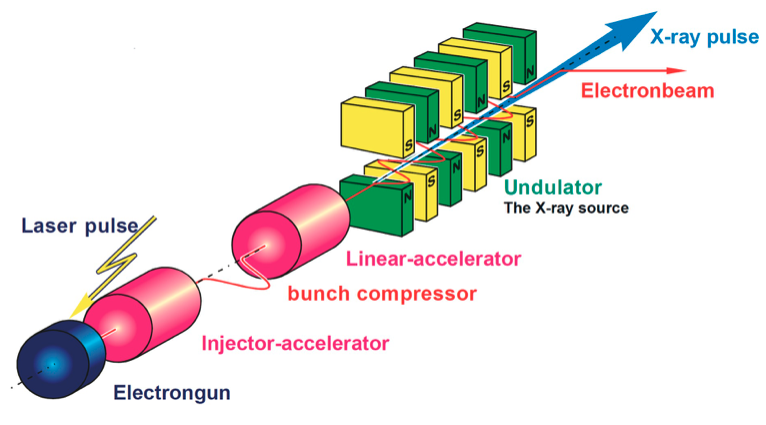 X-ray pulse
Electronbeam
N
S
N
S
N
S
S
N
S
N
S
N
Undulator
The X-ray source
Laser pulse
Linear-accelerator
bunch compressor
Injector-accelerator
Electrongun